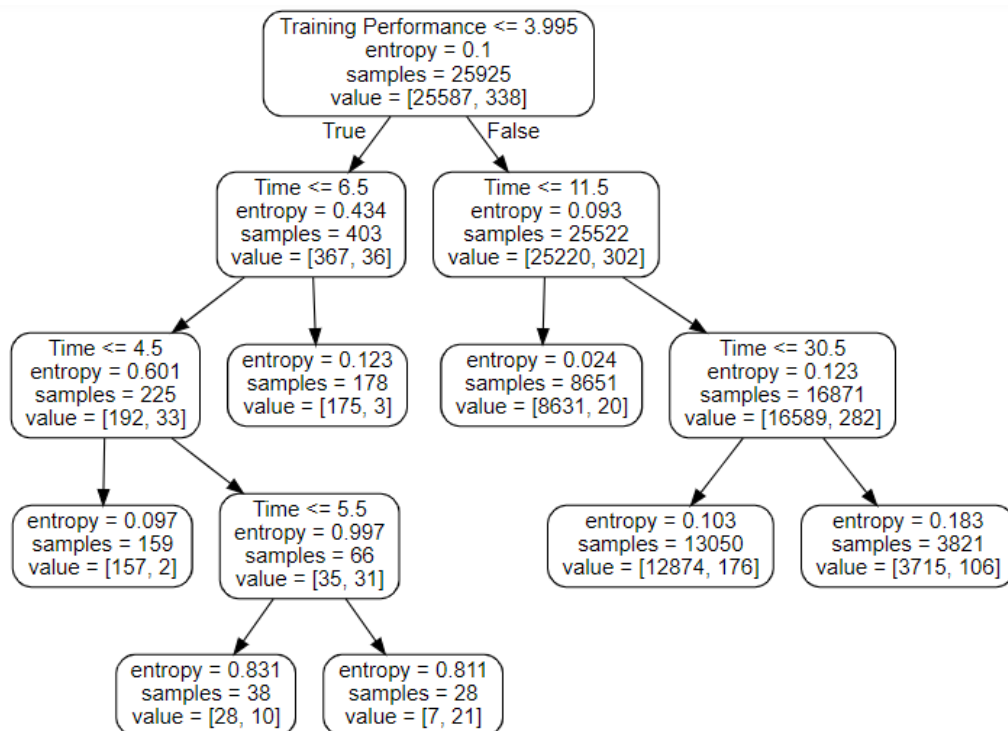 Training Performance <= 3.995
entropy = 0.1
samples = 25925
value = [25587, 338]
True
False
Time <= 6.5
entropy = 0.434
samples = 403
value = [367, 36]
Time <= 11.5
entropy = 0.093
samples = 25522
value = [25220, 302]
Time <= 4.5
entropy = 0.601
samples = 225
value = [192, 33]
entropy = 0.123
samples = 178
value = [175, 3]
entropy = 0.024
samples = 8651
value = [8631, 20]
Time <= 30.5
entropy = 0.123
samples = 16871
value = [16589, 282]
entropy = 0.097
samples = 159
value = [157, 2]
Time <= 5.5
entropy = 0.997
samples = 66
value = [35, 31]
entropy = 0.103
samples = 13050
value = [12874, 176]
entropy = 0.183
samples = 3821
value = [3715, 106]
entropy = 0.831
samples = 38
value = [28, 10]
entropy = 0.811
samples = 28
value = [7, 21]